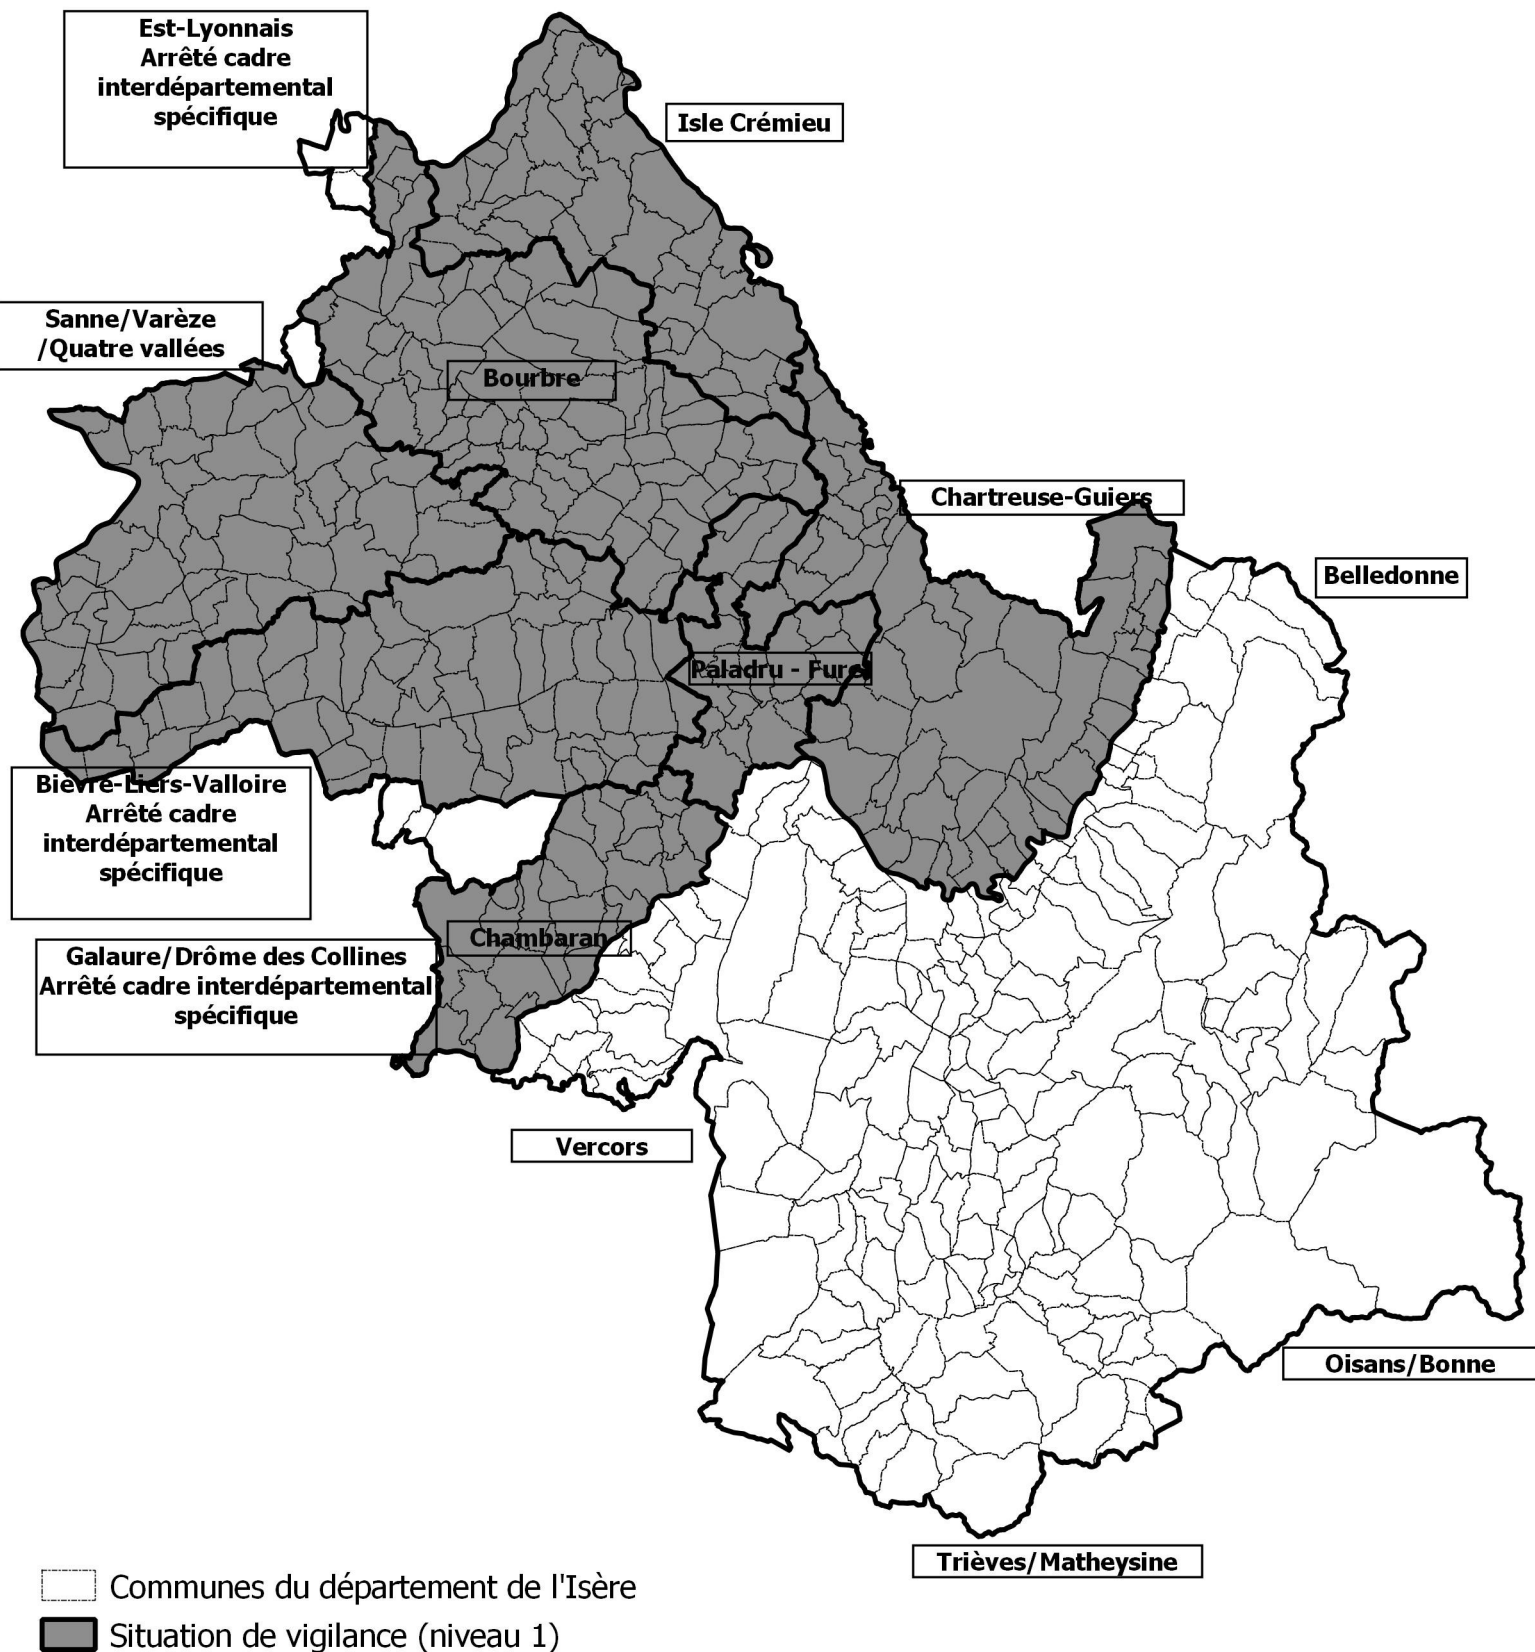 Est-Lyonnais
Arrêté cadre
interdépartemental
spécifique
Isle Crémieu
Sanne/Varèze
/Quatre vallées
Bourbre
Chartreuse-Guiers
Belledonne
Paladru - Fure
Bièvre-Liers-Valloire
Arrêté cadre
interdépartemental
spécifique
Chambaran
Galaure/Drôme des Collines
Arrêté cadre interdépartemental
spécifique
Vercors
Oisans/Bonne
Trièves/Matheysine
Communes du département de l'Isère
Situation de vigilance (niveau 1)